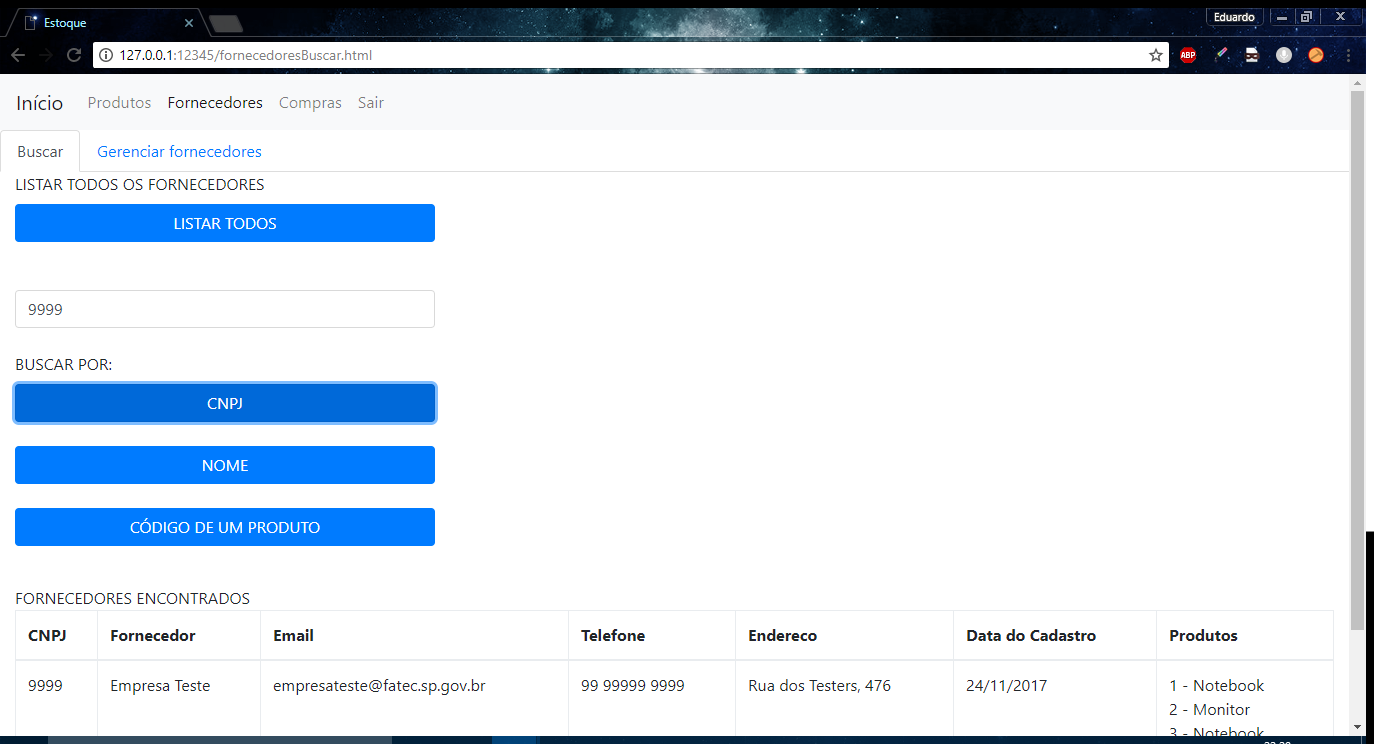 Estoque
Eduardo
127.0.0.1:12345/fornecedoresBuscar.html
ABP
Início Produtos Fornecedores Compras Sair
Buscar Gerenciar fornecedores
LISTAR TODOS OS FORNECEDORES
LISTAR TODOS
9999
BUSCAR POR:
CNPJ
NOME
CÓDIGO DE UM PRODUTO
FORNECEDORES ENCONTRADOS
CNPJ Fornecedor Email Telefone Endereco Data do Cadastro Produtos
9999 Empresa Teste empresateste@fatec.sp.gov.br 99 99999 9999 Rua dos Testers, 476 24/11/2017 1 - Notebook
2 - Monitor
3 - Notebook